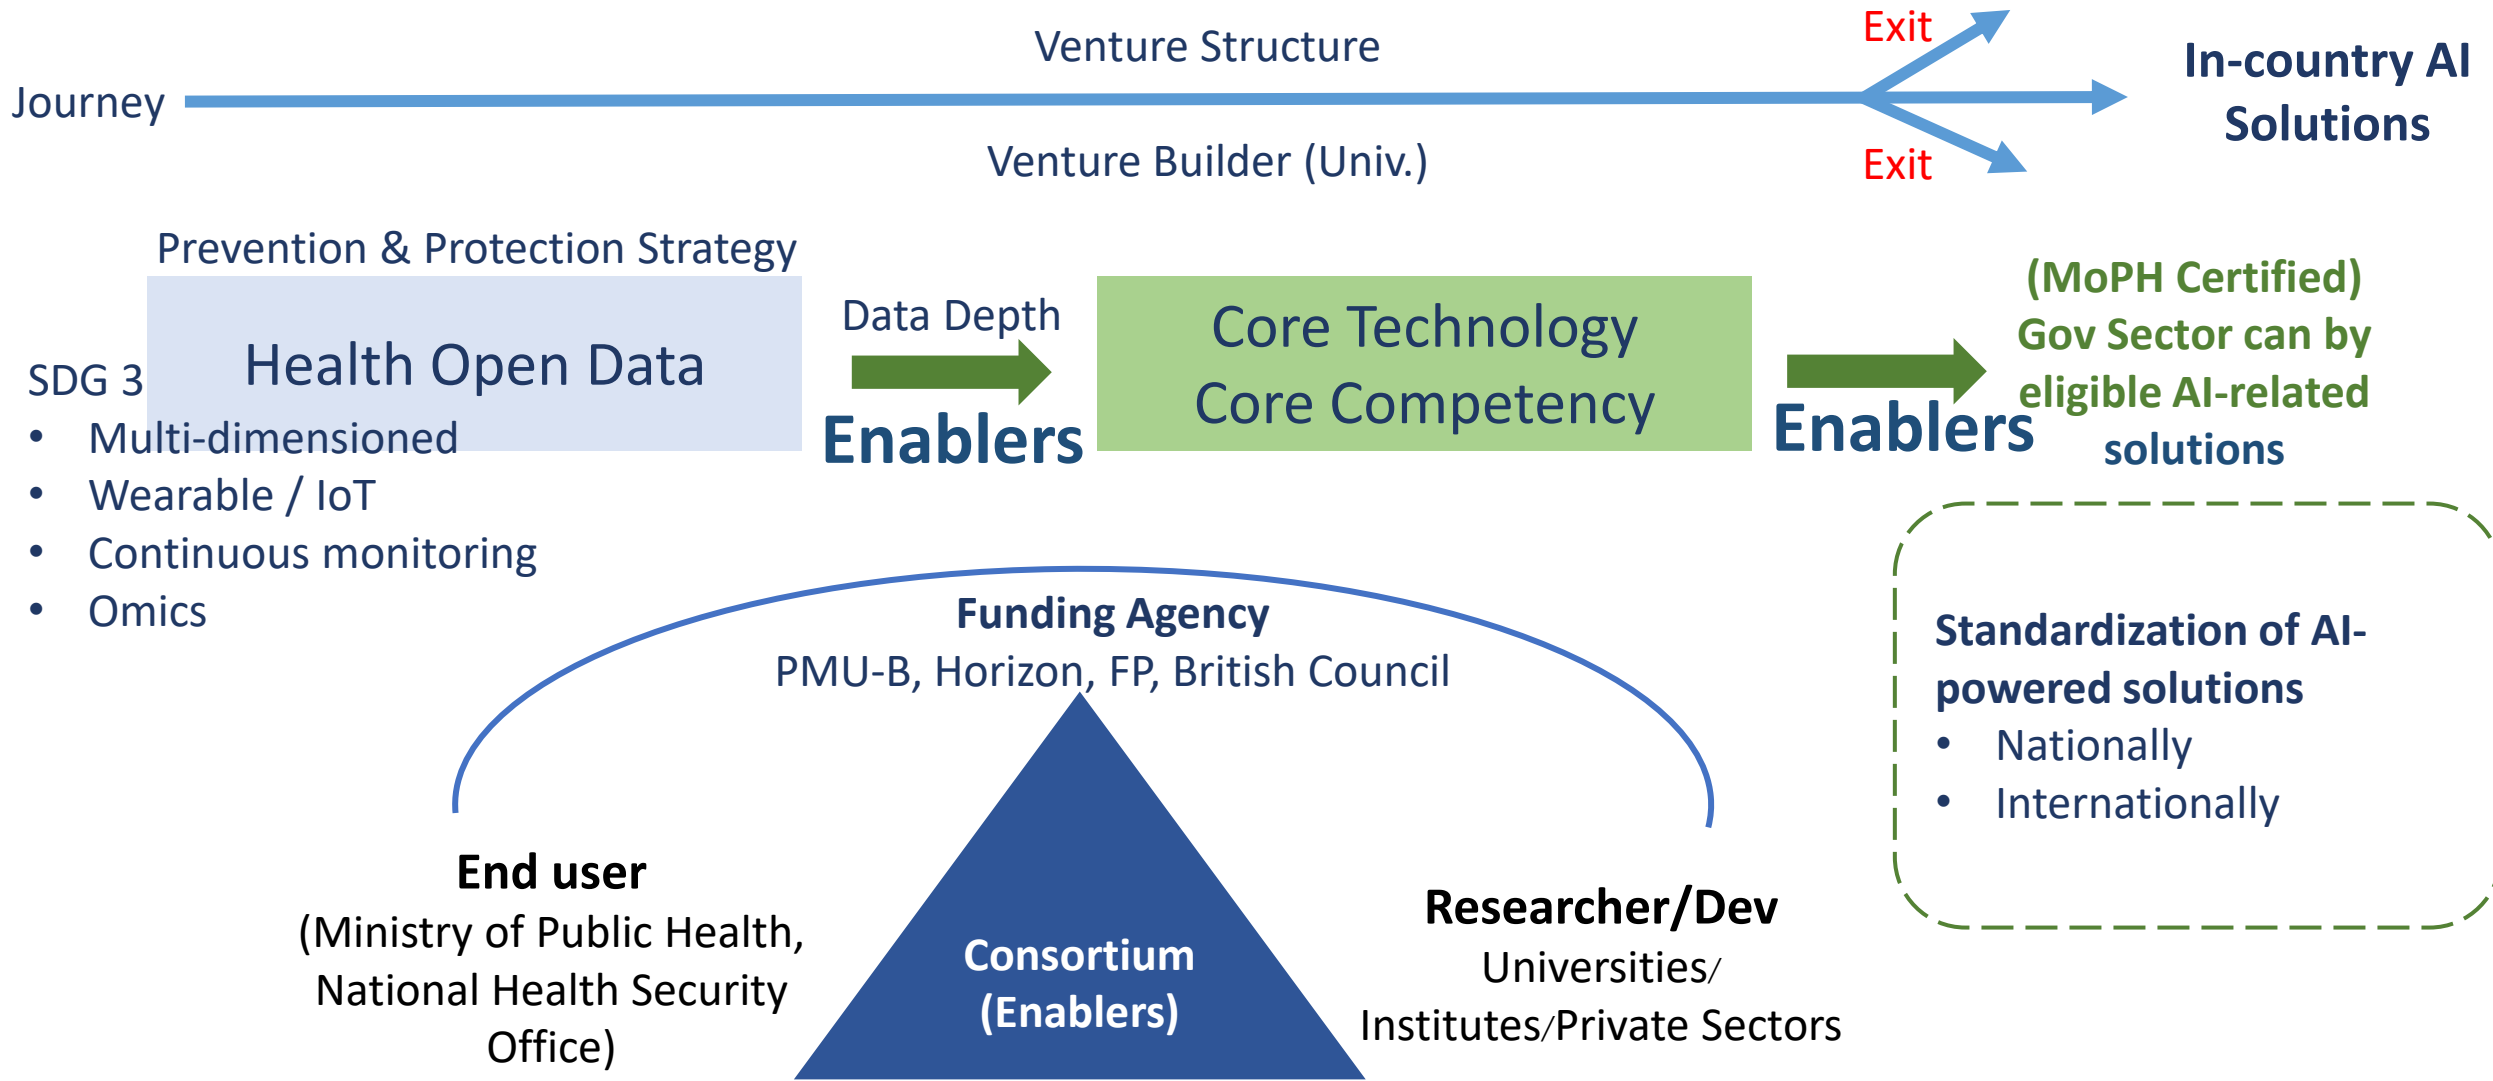 Venture Structure
Exit
In-country AI
Solutions
Journey
Venture Builder (Univ.)
Exit
Prevention & Protection Strategy
Health Open Data
Data Depth
Enablers
Core Technology
Core Competency
Enablers
(MoPH Certified)
Gov Sector can by
eligible AI-related
solutions
SDG 3
• Multi-dimensioned
• Wearable / IoT
• Continuous monitoring
• Omics
Funding Agency
PMU-B, Horizon, FP, British Council
Standardization of AI-
powered solutions
• Nationally
• Internationally
End user
(Ministry of Public Health,
National Health Security
Office)
Consortium
(Enablers)
Researcher/Dev
Universities/
Institutes/Private Sectors